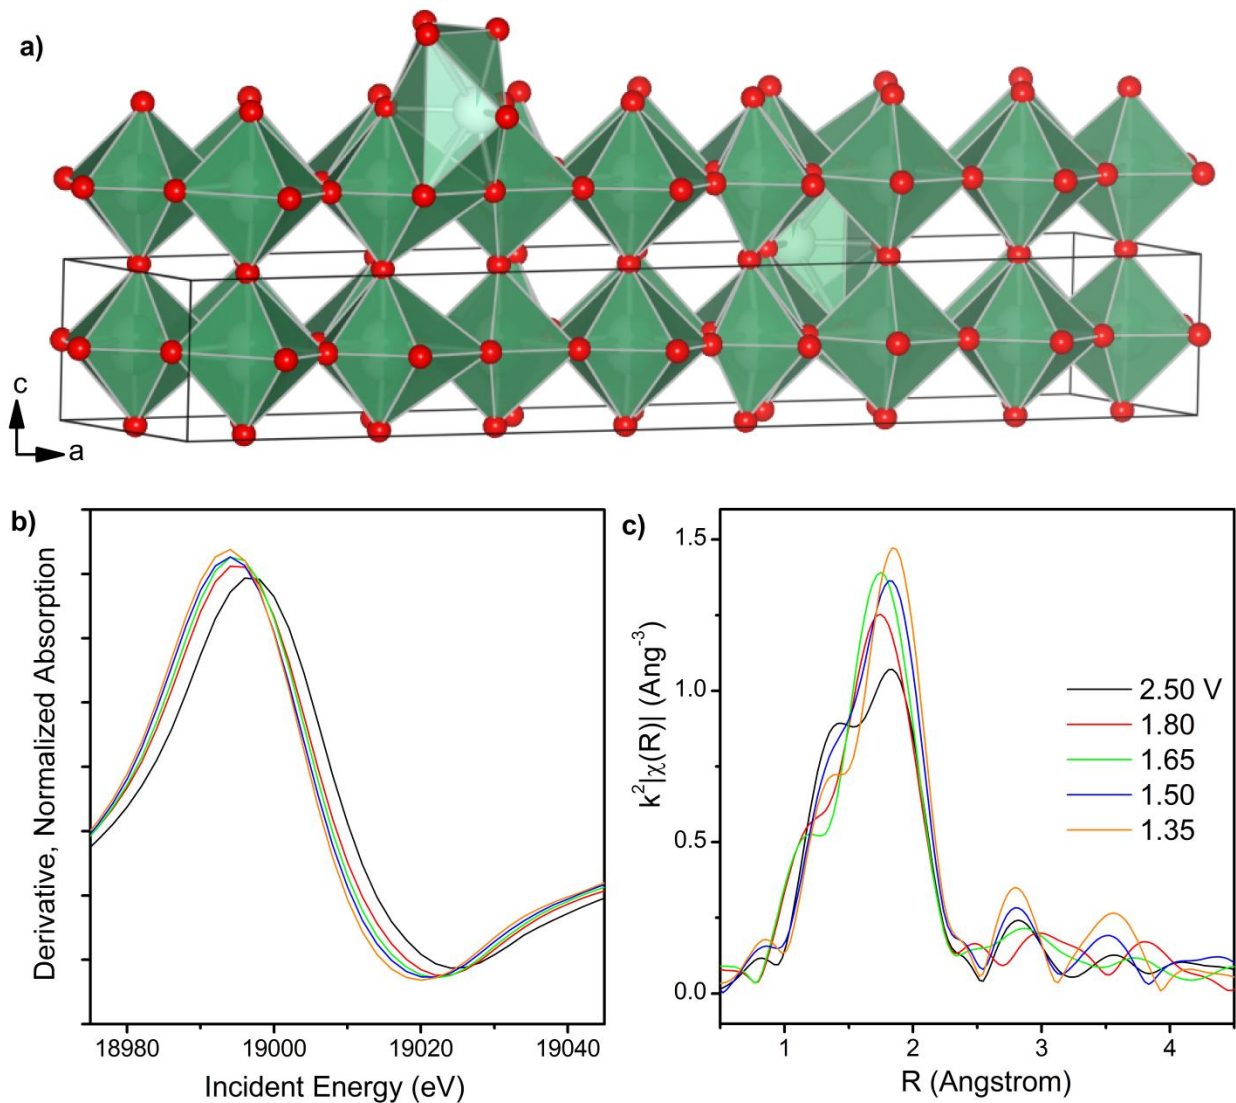 a)
c
a
b)
Derivative, Normalized Absorption
18980 19000 19020 19040
Incident Energy (eV)
c)
k²|χ(R)| (Ang⁻³)
1.5
1.0
0.5
0.0
2.50 V
1.80
1.65
1.50
1.35
1 2 3 4
R (Angstrom)